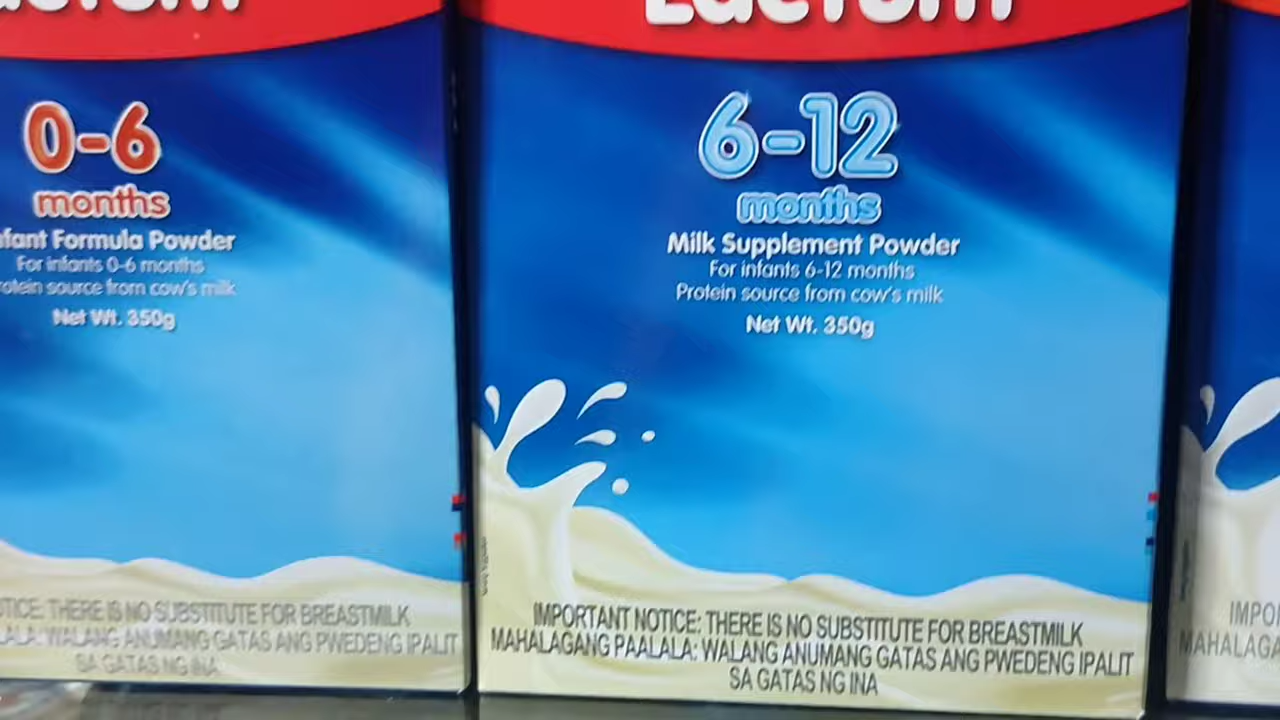 0-6
months
Infant Formula Powder
For infants 0-6 months
Protein source from cow's milk
Net Wt. 350g
NOTICE: THERE IS NO SUBSTITUTE FOR BREASTMILK
WALANG ANUMANG GATAS ANG PWEDENG IPALIT
SA GATAS NG INA
Lactum
6-12
months
Milk Supplement Powder
For infants 6-12 months
Protein source from cow's milk
Net Wt. 350g
IMPORTANT NOTICE: THERE IS NO SUBSTITUTE FOR BREASTMILK
MAHALAGANG PAALALA: WALANG ANUMANG GATAS ANG PWEDENG IPALIT
SA GATAS NG INA